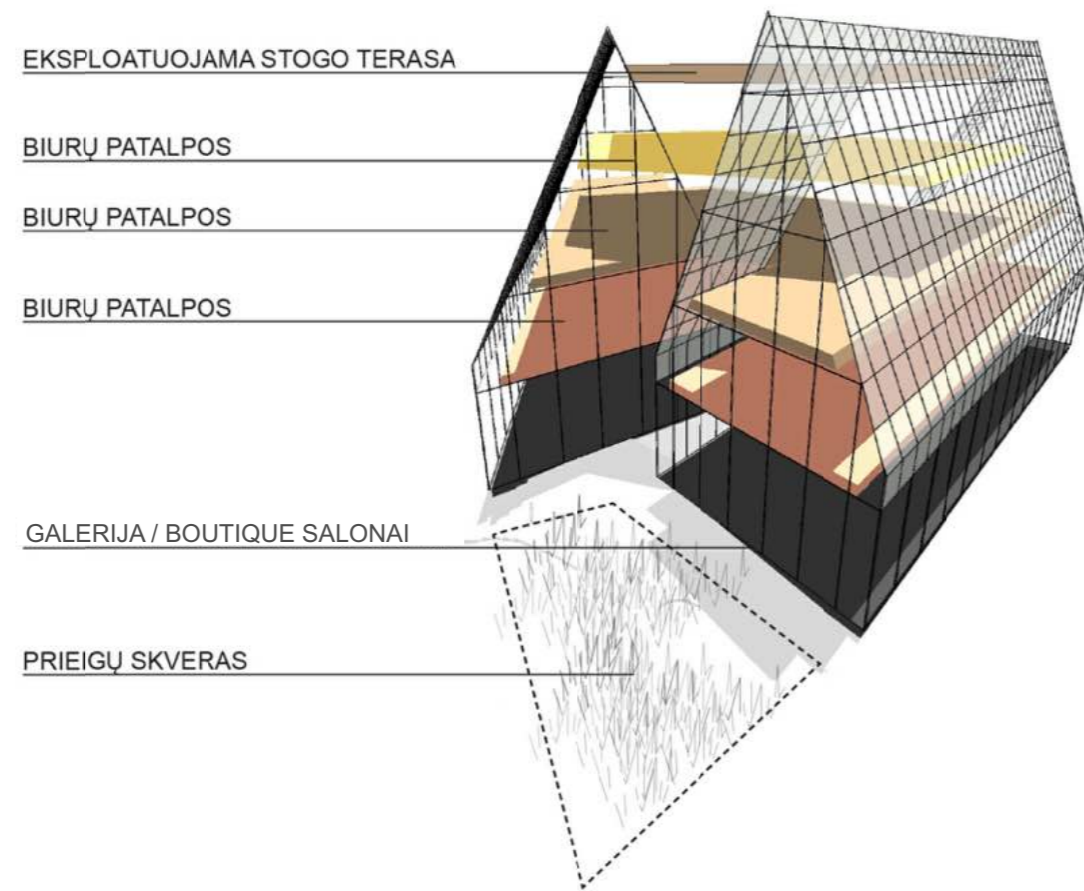 EKSPLOATUOJAMA STOGO TERASA
BIURŲ PATALPOS
BIURŲ PATALPOS
BIURŲ PATALPOS
GALERIJA / BOUTIQUE SALONAI
PRIEIGŲ SKVERAS